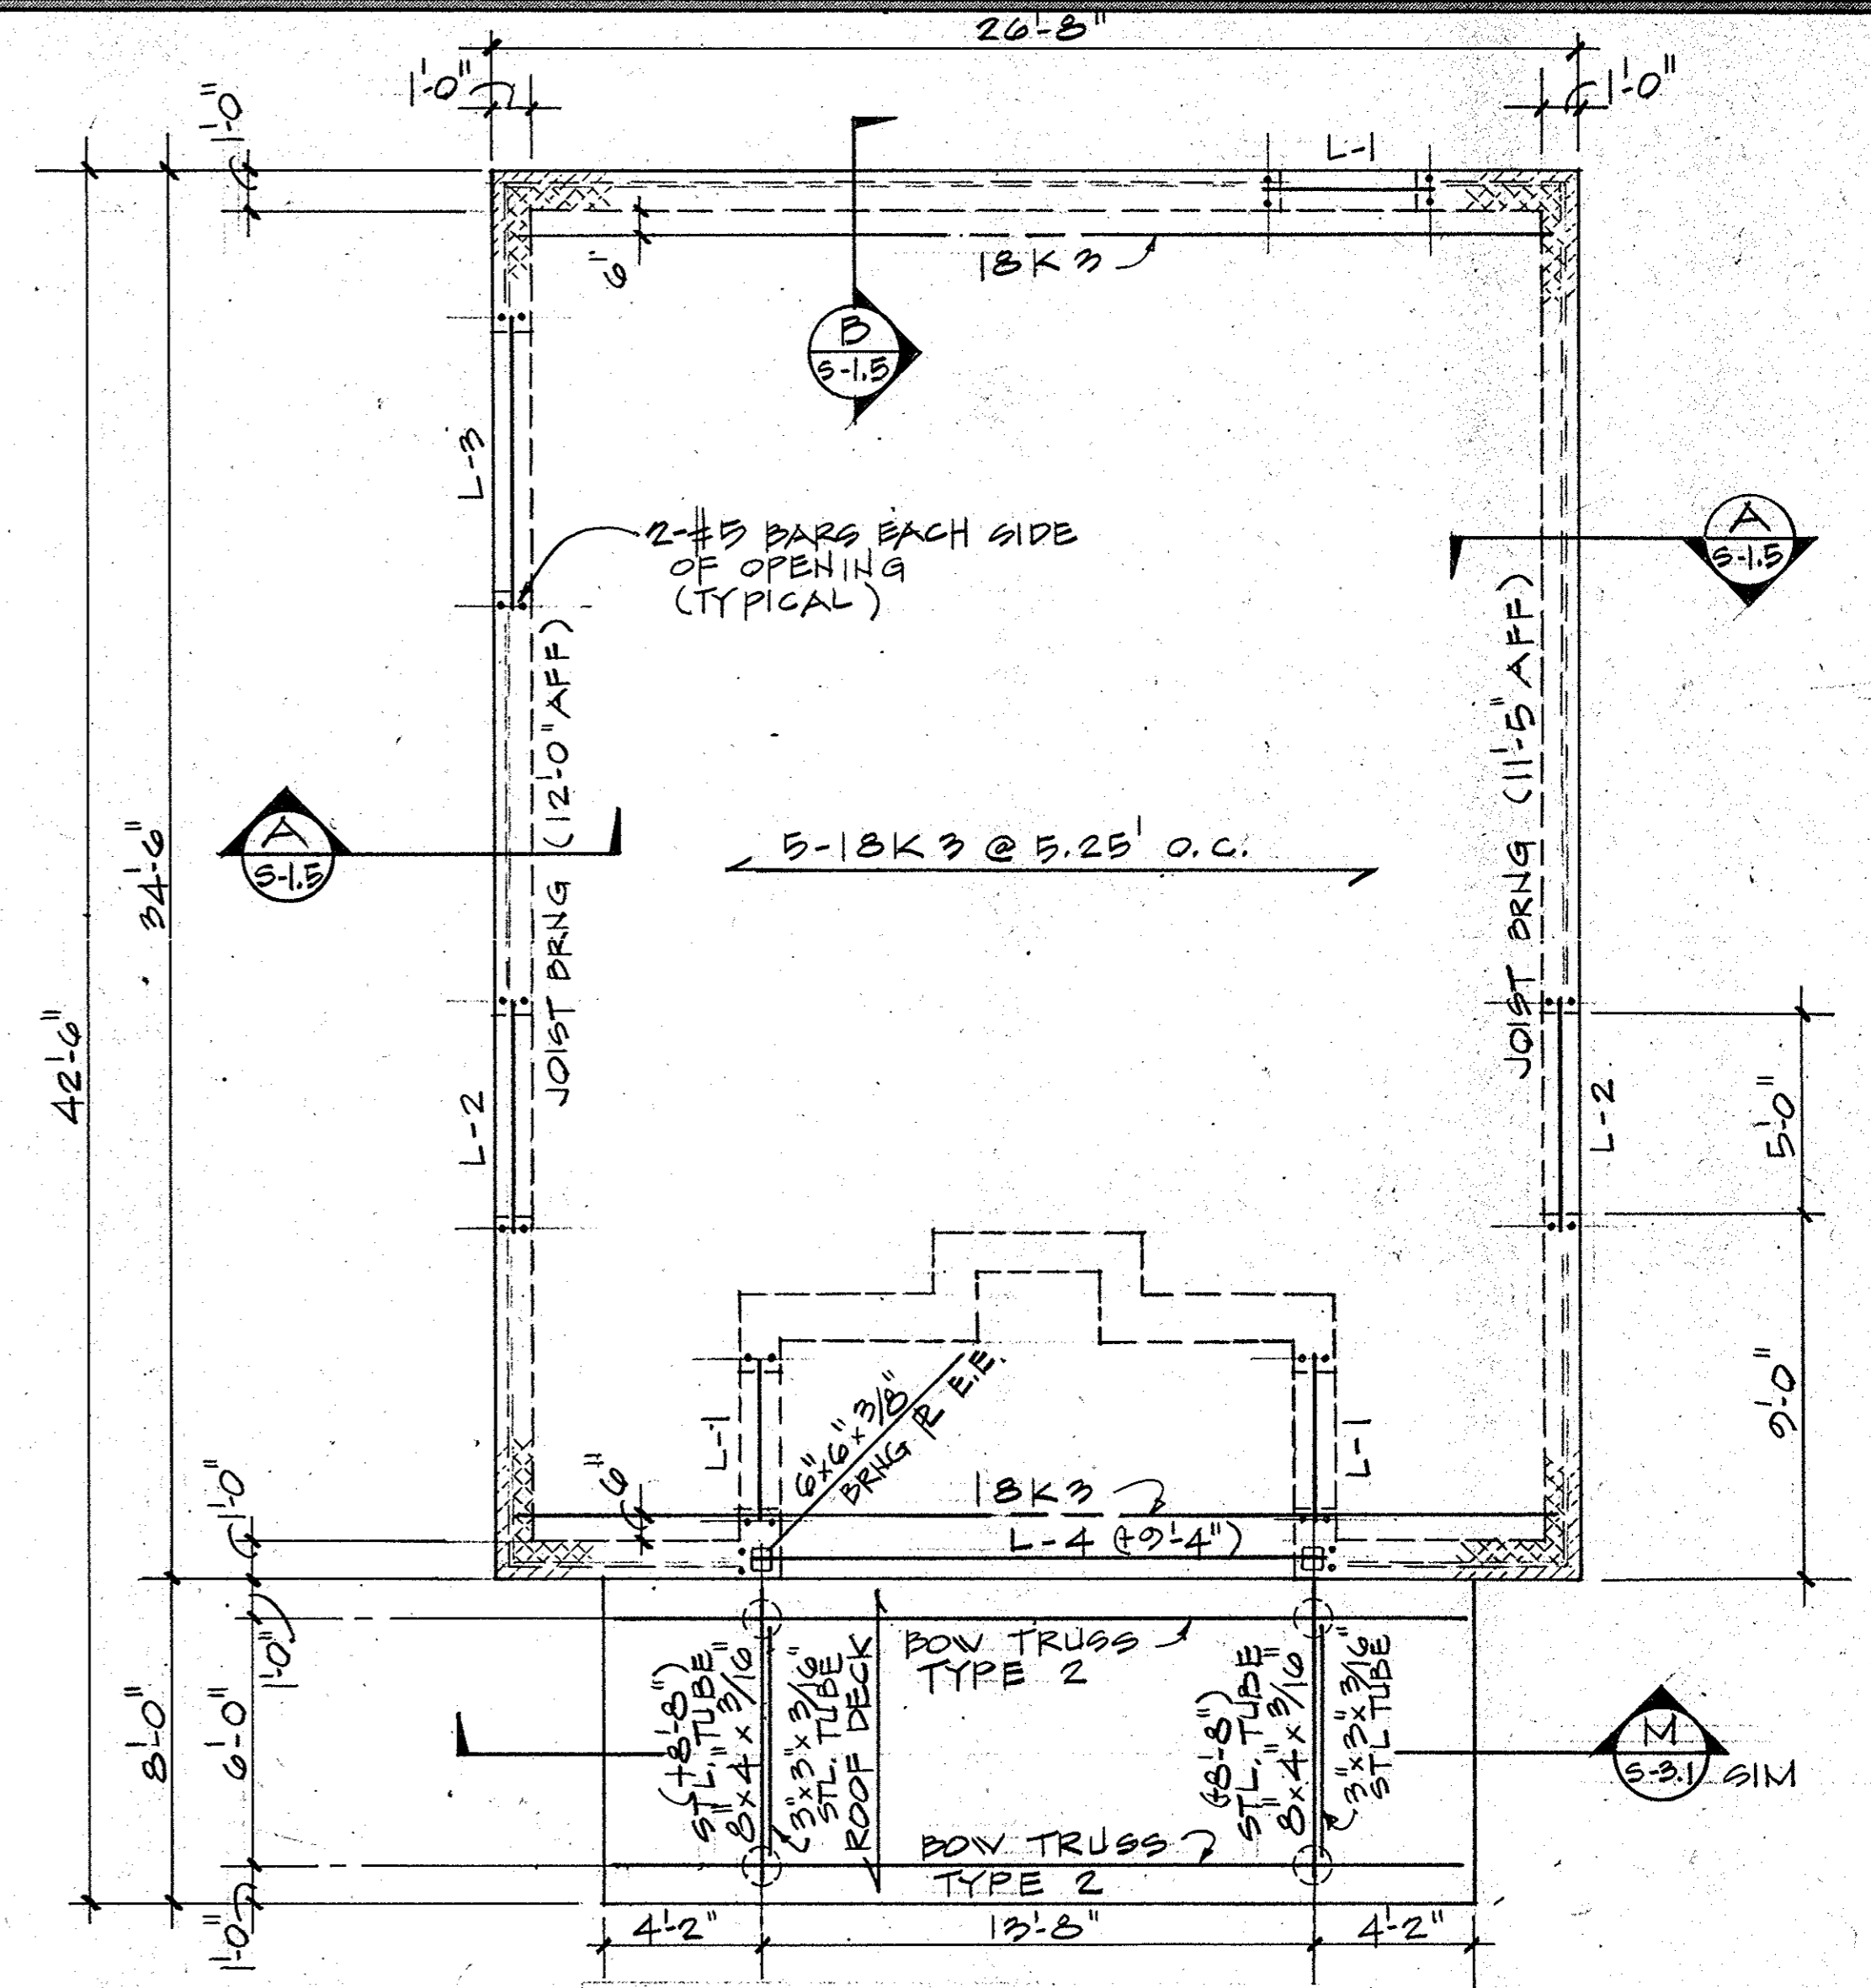 26'-8"
1'-0"
1'-0"
1'-0"
L-1
6"
18K3
B
S-1.5
L-3
2-#5 BARS EACH SIDE
OF OPENING
(TYPICAL)
A
S-1.5
JOIST BRNG (12'-0" AFF)
JOIST BRNG (11'-5" AFF)
A
S-1.5
5-18K3 @ 5.25' O.C.
34'-6"
42'-6"
L-2
L-2
5'-0"
9'-0"
L-1
6"x6"x3/8"
BRNG PL E.E.
L-1
6"
18K3
L-4 (+9'-4")
1'-0"
1'-0"
8'-0"
6'-0"
1'-0"
BOW TRUSS
TYPE 2
(+8'-8")
STL. TUBE
8"x4"x3/16"
3"x3"x3/16"
STL. TUBE
ROOF DECK
(+8'-8")
STL. TUBE
8"x4"x3/16"
3"x3"x3/16"
STL TUBE
M
S-3.1
SIM
BOW TRUSS
TYPE 2
4'-2"
13'-8"
4'-2"